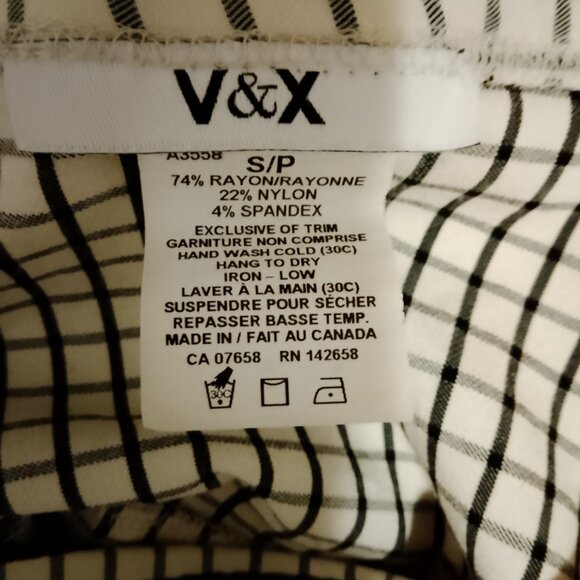 V&X
A3558
S/P
74% RAYON/RAYONNE
22% NYLON
4% SPANDEX
EXCLUSIVE OF TRIM
GARNITURE NON COMPRISE
HAND WASH COLD (30C)
HANG TO DRY
IRON – LOW
LAVER À LA MAIN (30C)
SUSPENDRE POUR SÉCHER
REPASSER BASSE TEMP.
MADE IN / FAIT AU CANADA
CA 07658 RN 142658
30C